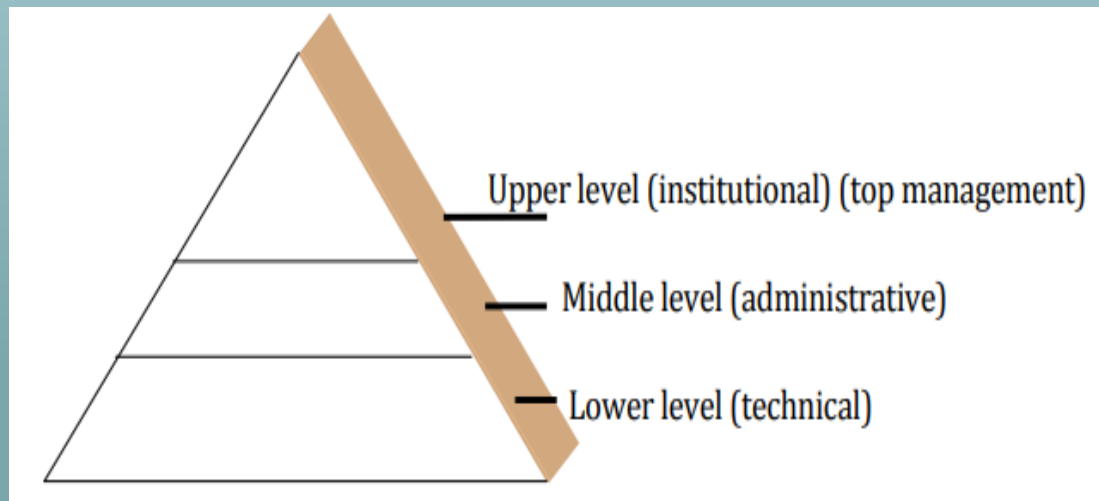 Upper level (institutional) (top management)
Middle level (administrative)
Lower level (technical)